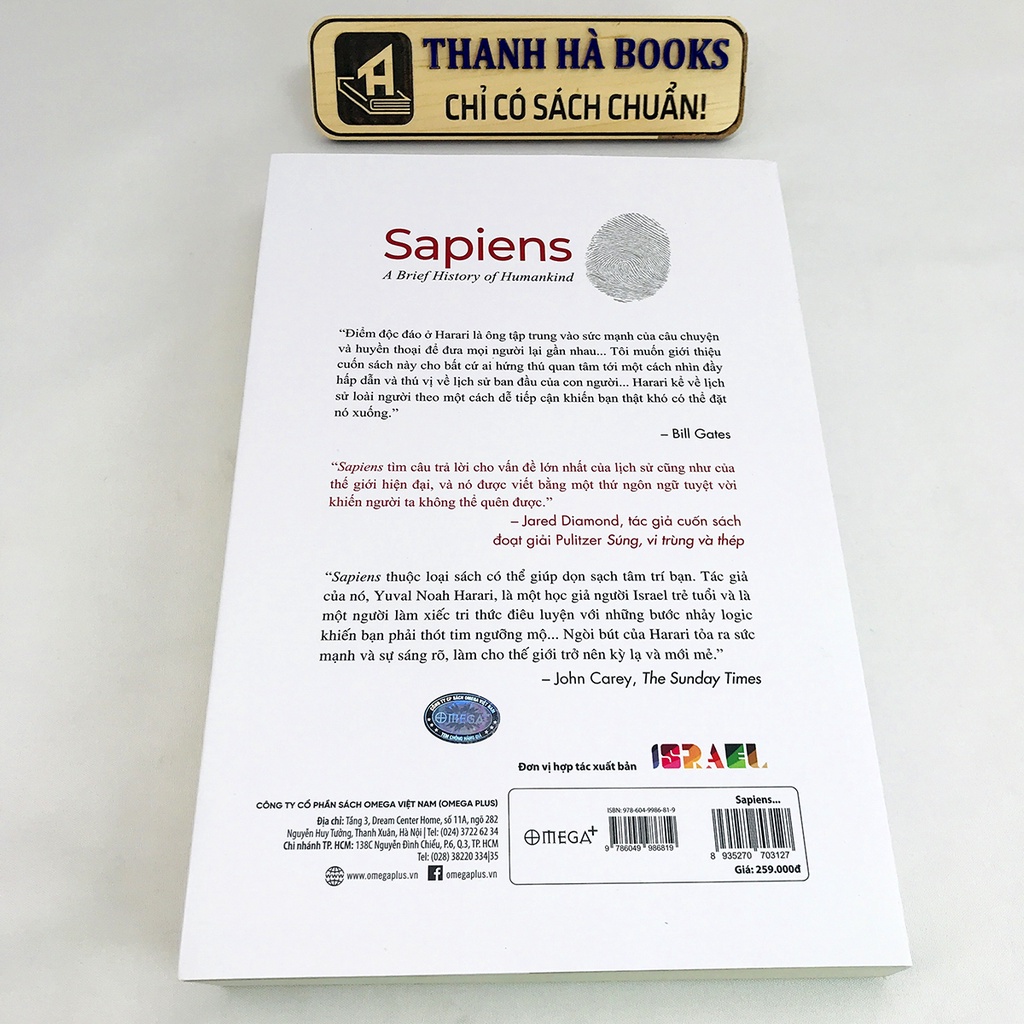 THANH HÀ BOOKS
CHỈ CÓ SÁCH CHUẨN!
Sapiens
A Brief History of Humankind
“Điểm độc đáo ở Harari là ông tập trung vào sức mạnh của câu chuyện
và huyền thoại để đưa mọi người lại gần nhau... Tôi muốn giới thiệu
cuốn sách này cho bất cứ ai hứng thú quan tâm tới một cách nhìn đầy
hấp dẫn và thú vị về lịch sử ban đầu của con người... Harari kể về lịch
sử loài người theo một cách dễ tiếp cận khiến bạn thật khó có thể đặt
nó xuống.”
– Bill Gates
“Sapiens tìm câu trả lời cho vấn đề lớn nhất của lịch sử cũng như của
thế giới hiện đại, và nó được viết bằng một thứ ngôn ngữ tuyệt vời
khiến người ta không thể quên được.”
– Jared Diamond, tác giả cuốn sách
đoạt giải Pulitzer Súng, vi trùng và thép
“Sapiens thuộc loại sách có thể giúp dọn sạch tâm trí bạn. Tác giả
của nó, Yuval Noah Harari, là một học giả người Israel trẻ tuổi và là
một người làm xiếc tri thức điêu luyện với những bước nhảy logic
khiến bạn phải thót tim ngưỡng mộ... Ngòi bút của Harari tỏa ra sức
mạnh và sự sáng rõ, làm cho thế giới trở nên kỳ lạ và mới mẻ.”
– John Carey, The Sunday Times
CÔNG TY CP SÁCH OMEGA VIỆT NAM
OMEGA+
TEM CHỐNG HÀNG GIẢ
Đơn vị hợp tác xuất bản
ISRAEL
CÔNG TY CỔ PHẦN SÁCH OMEGA VIỆT NAM (OMEGA PLUS)
Địa chỉ: Tầng 3, Dream Center Home, số 11A, ngõ 282
Nguyễn Huy Tưởng, Thanh Xuân, Hà Nội | Tel: (024) 3722 62 34
Chi nhánh TP. HCM: 138C Nguyễn Đình Chiểu, P.6, Q.3, TP. HCM
Tel: (028) 38220 334|35
www.omegaplus.vn omegaplus.vn
OMEGA+
ISBN: 978-604-9986-81-9
9 786049 986819
Sapiens...
8 935270 703127
Giá: 259.000đ